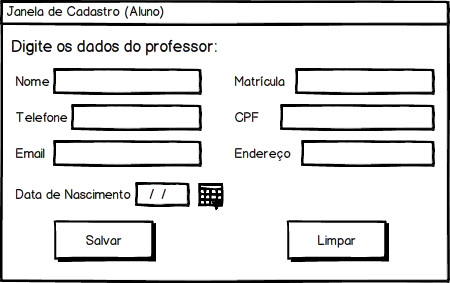 Janela de Cadastro (Aluno)
Digite os dados do professor:
Nome Matrícula
Telefone CPF
Email Endereço
Data de Nascimento / /
Salvar Limpar